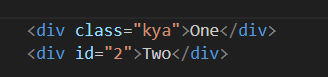 <div class="kya">One</div>
<div id="2">Two</div>